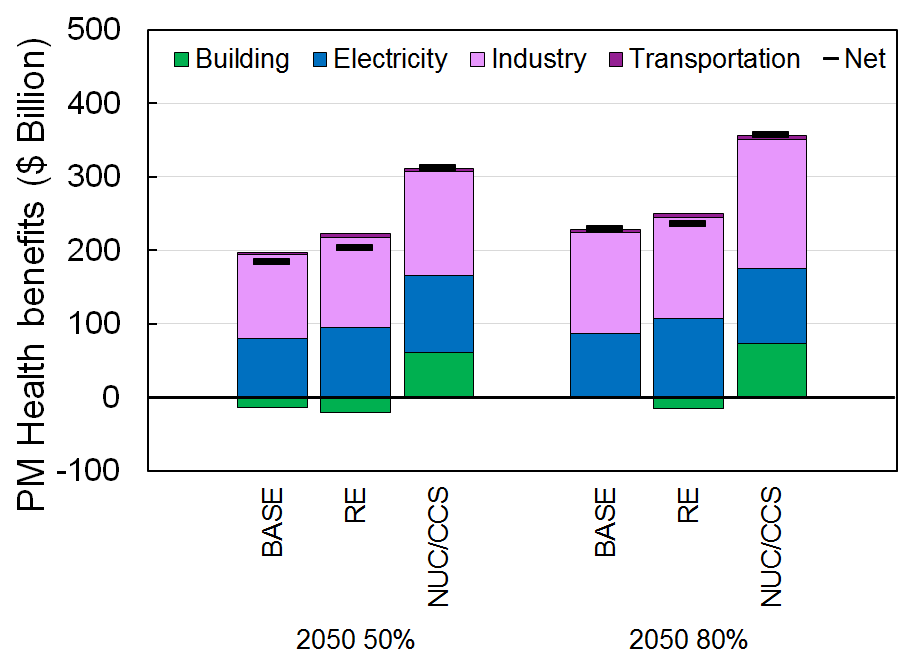 PM Health benefits ($ Billion)
500
400
300
200
100
0
-100
Building Electricity Industry Transportation Net
BASE
RE
NUC/CCS
BASE
RE
NUC/CCS
2050 50%
2050 80%